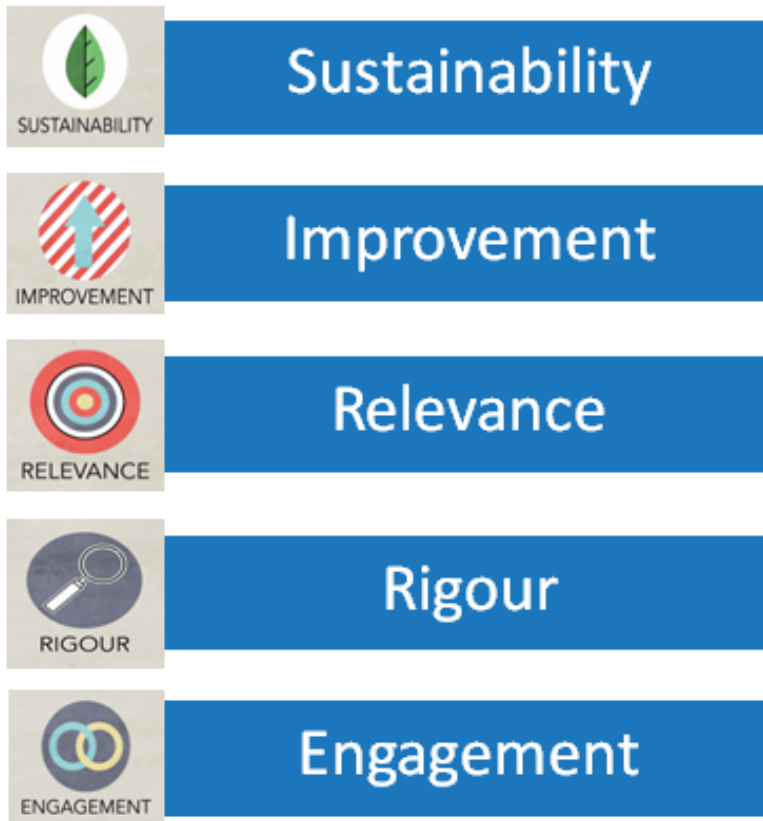 Sustainability
SUSTAINABILITY
Improvement
IMPROVEMENT
Relevance
RELEVANCE
Rigour
RIGOUR
Engagement
ENGAGEMENT